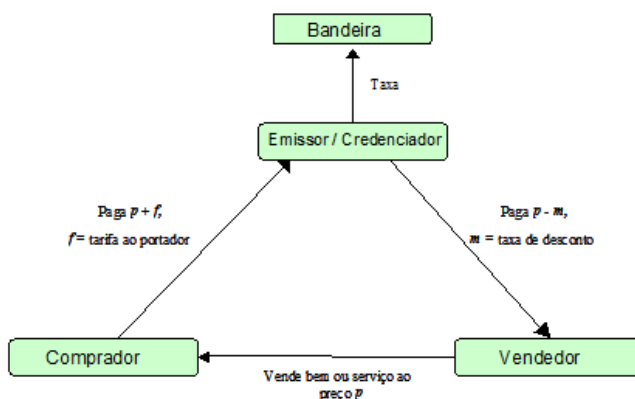 Bandeira
Taxa
Emissor / Credenciador
Paga p + f,
f = tarifa ao portador
Paga p - m,
m = taxa de desconto
Comprador
Vendedor
Vende bem ou serviço ao
preço p